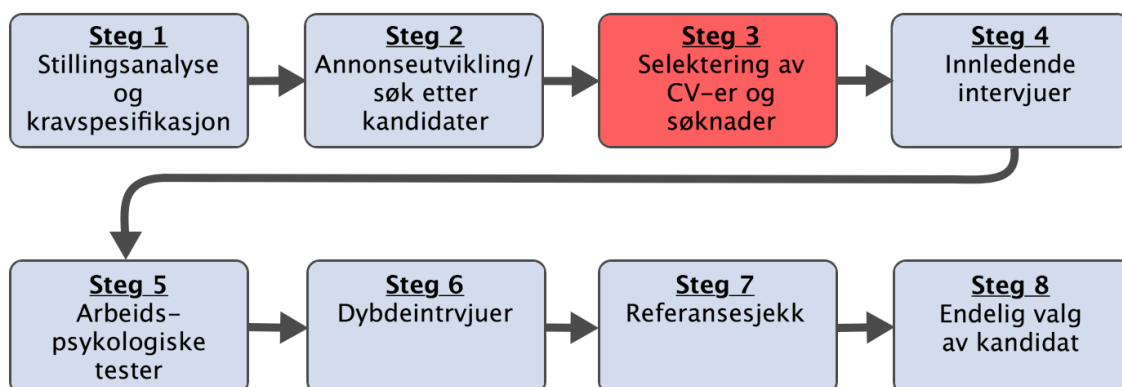 Steg 1
Stillingsanalyse
og
kravspesifikasjon
Steg 2
Annonseutvikling/
søk etter
kandidater
Steg 3
Selektering av
CV-er og
søknader
Steg 4
Innledende
intervjuer
Steg 5
Arbeids-
psykologiske
tester
Steg 6
Dybdeintrvjuer
Steg 7
Referansesjekk
Steg 8
Endelig valg
av kandidat